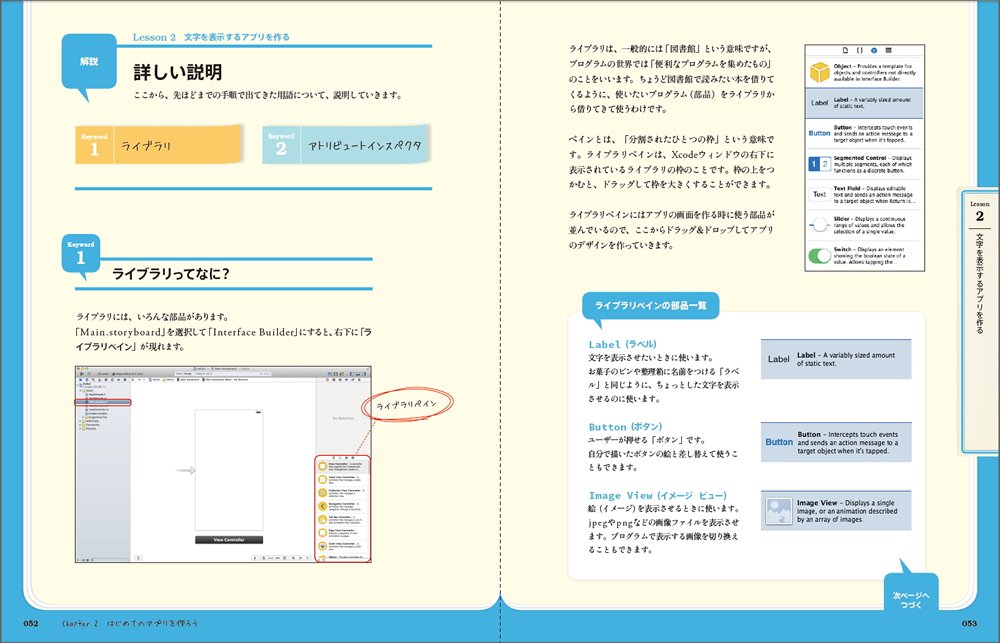 Lesson 2 文字を表示するアプリを作る
解説
詳しい説明
ここから、先ほどまでの手順で出てきた用語について、説明していきます。
Keyword
1
ライブラリ
Keyword
2
アトリビュートインスペクタ
Keyword
1
ライブラリってなに？
ライブラリには、いろんな部品があります。
「Main.storyboard」を選択して「Interface Builder」にすると、右下に「ラ
イブラリペイン」が現れます。
ライブラリペイン
View Controller
052
Chapter 2 はじめてのアプリを作ろう
ライブラリは、一般的には「図書館」という意味ですが、
プログラムの世界では「便利なプログラムを集めたもの」
のことをいいます。ちょうど図書館で読みたい本を借りて
くるように、使いたいプログラム（部品）をライブラリか
ら借りてきて使うわけです。
ペインとは、「分割されたひとつの枠」という意味で
す。ライブラリペインは、Xcodeウィンドウの右下に
表示されているライブラリの枠のことです。枠の上をつ
かむと、ドラッグして枠を大きくすることができます。
ライブラリペインにはアプリの画面を作る時に使う部品が
並んでいるので、ここからドラッグ&ドロップしてアプリ
のデザインを作っていきます。
Object – Provides a template for
objects and controllers not directly
available in Interface Builder.
Label
Label – A variably sized amount
of static text.
Button
Button – Intercepts touch events
and sends an action message to a
target object when it's tapped.
1 2
Segmented Control – Displays
multiple segments, each of which
functions as a discrete button.
Text
Text Field – Displays editable
text and sends an action message
to a target object when Return is...
Slider – Displays a continuous
range of values and allows the
selection of a single value.
Switch – Displays an element
showing the boolean state of a
value. Allows tapping the...
Lesson
2
文字を表示するアプリを作る
ライブラリペインの部品一覧
Label（ラベル）
文字を表示させたいときに使います。
お菓子のビンや整理箱に名前をつける「ラベ
ル」と同じように、ちょっとした文字を表示
させるのに使います。
Label
Label – A variably sized amount
of static text.
Button（ボタン）
ユーザーが押せる「ボタン」です。
自分で描いたボタンの絵と差し替えて使うこ
ともできます。
Button
Button – Intercepts touch events
and sends an action message to a
target object when it's tapped.
Image View（イメージ ビュー）
絵（イメージ）を表示させるときに使います。
jpegやpngなどの画像ファイルを表示させ
ます。プログラムで表示する画像を切り換え
ることもできます。
Image View – Displays a single
image, or an animation described
by an array of images.
次ページへ
つづく
053